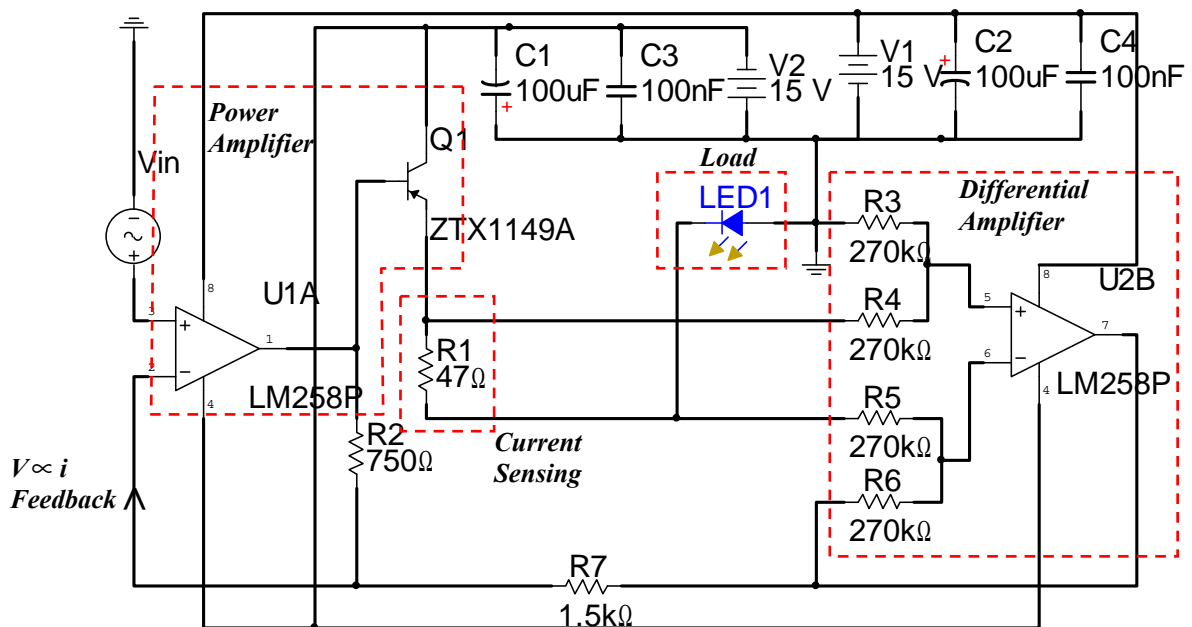 Power
Amplifier
Vin
+
−
3
2
8
4
1
U1A
LM258P
Q1
ZTX1149A
C1
100uF
+
C3
100nF
V2
15 V
V1
15 V
+
C2
100uF
C4
100nF
Load
LED1
Differential
Amplifier
R3
270kΩ
R4
270kΩ
R5
270kΩ
R6
270kΩ
5
6
8
4
7
+
−
U2B
LM258P
R1
47Ω
Current
Sensing
R2
750Ω
V∝ i
Feedback
R7
1.5kΩ